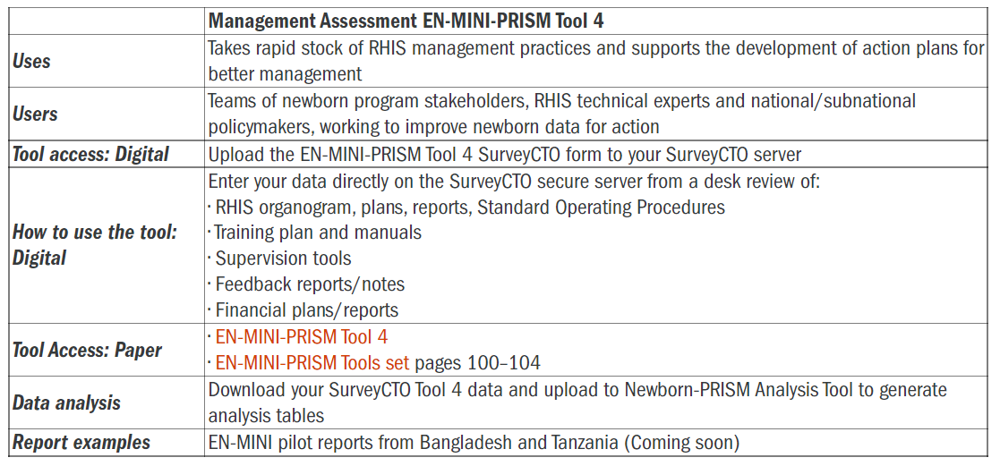 Management Assessment EN-MINI-PRISM Tool 4
Uses
Takes rapid stock of RHIS management practices and supports the development of action plans for
better management
Users
Teams of newborn program stakeholders, RHIS technical experts and national/subnational
policymakers, working to improve newborn data for action
Tool access: Digital
Upload the EN-MINI-PRISM Tool 4 SurveyCTO form to your SurveyCTO server
How to use the tool:
Digital
Enter your data directly on the SurveyCTO secure server from a desk review of:
· RHIS organogram, plans, reports, Standard Operating Procedures
· Training plan and manuals
· Supervision tools
· Feedback reports/notes
· Financial plans/reports
Tool Access: Paper
· EN-MINI-PRISM Tool 4
· EN-MINI-PRISM Tools set pages 100–104
Data analysis
Download your SurveyCTO Tool 4 data and upload to Newborn-PRISM Analysis Tool to generate
analysis tables
Report examples
EN-MINI pilot reports from Bangladesh and Tanzania (Coming soon)